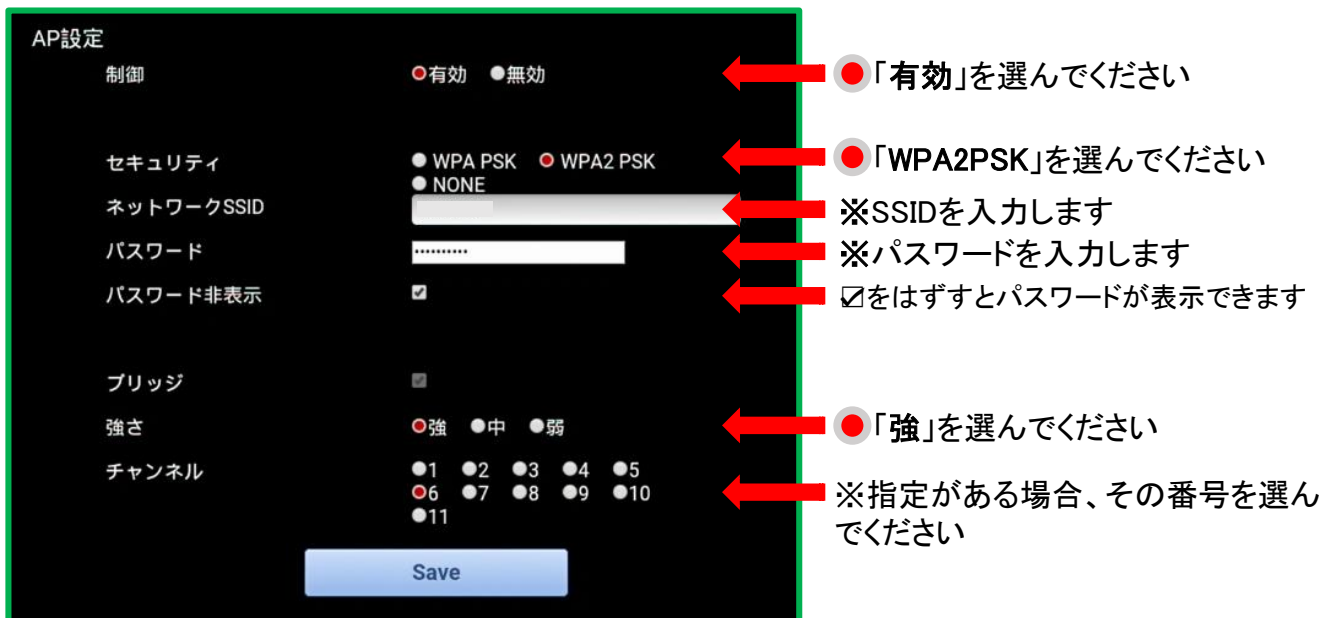 AP設定
制御 有効 無効 「有効」を選んでください
セキュリティ WPA PSK WPA2 PSK 「WPA2PSK」を選んでください
NONE
ネットワークSSID ※SSIDを入力します
パスワード ･･････････ ※パスワードを入力します
パスワード非表示 ☑ ☑をはずすとパスワードが表示できます
ブリッジ ☑
強さ 強 中 弱 「強」を選んでください
チャンネル 1 2 3 4 5
6 7 8 9 10 ※指定がある場合、その番号を選ん
11 でください
Save